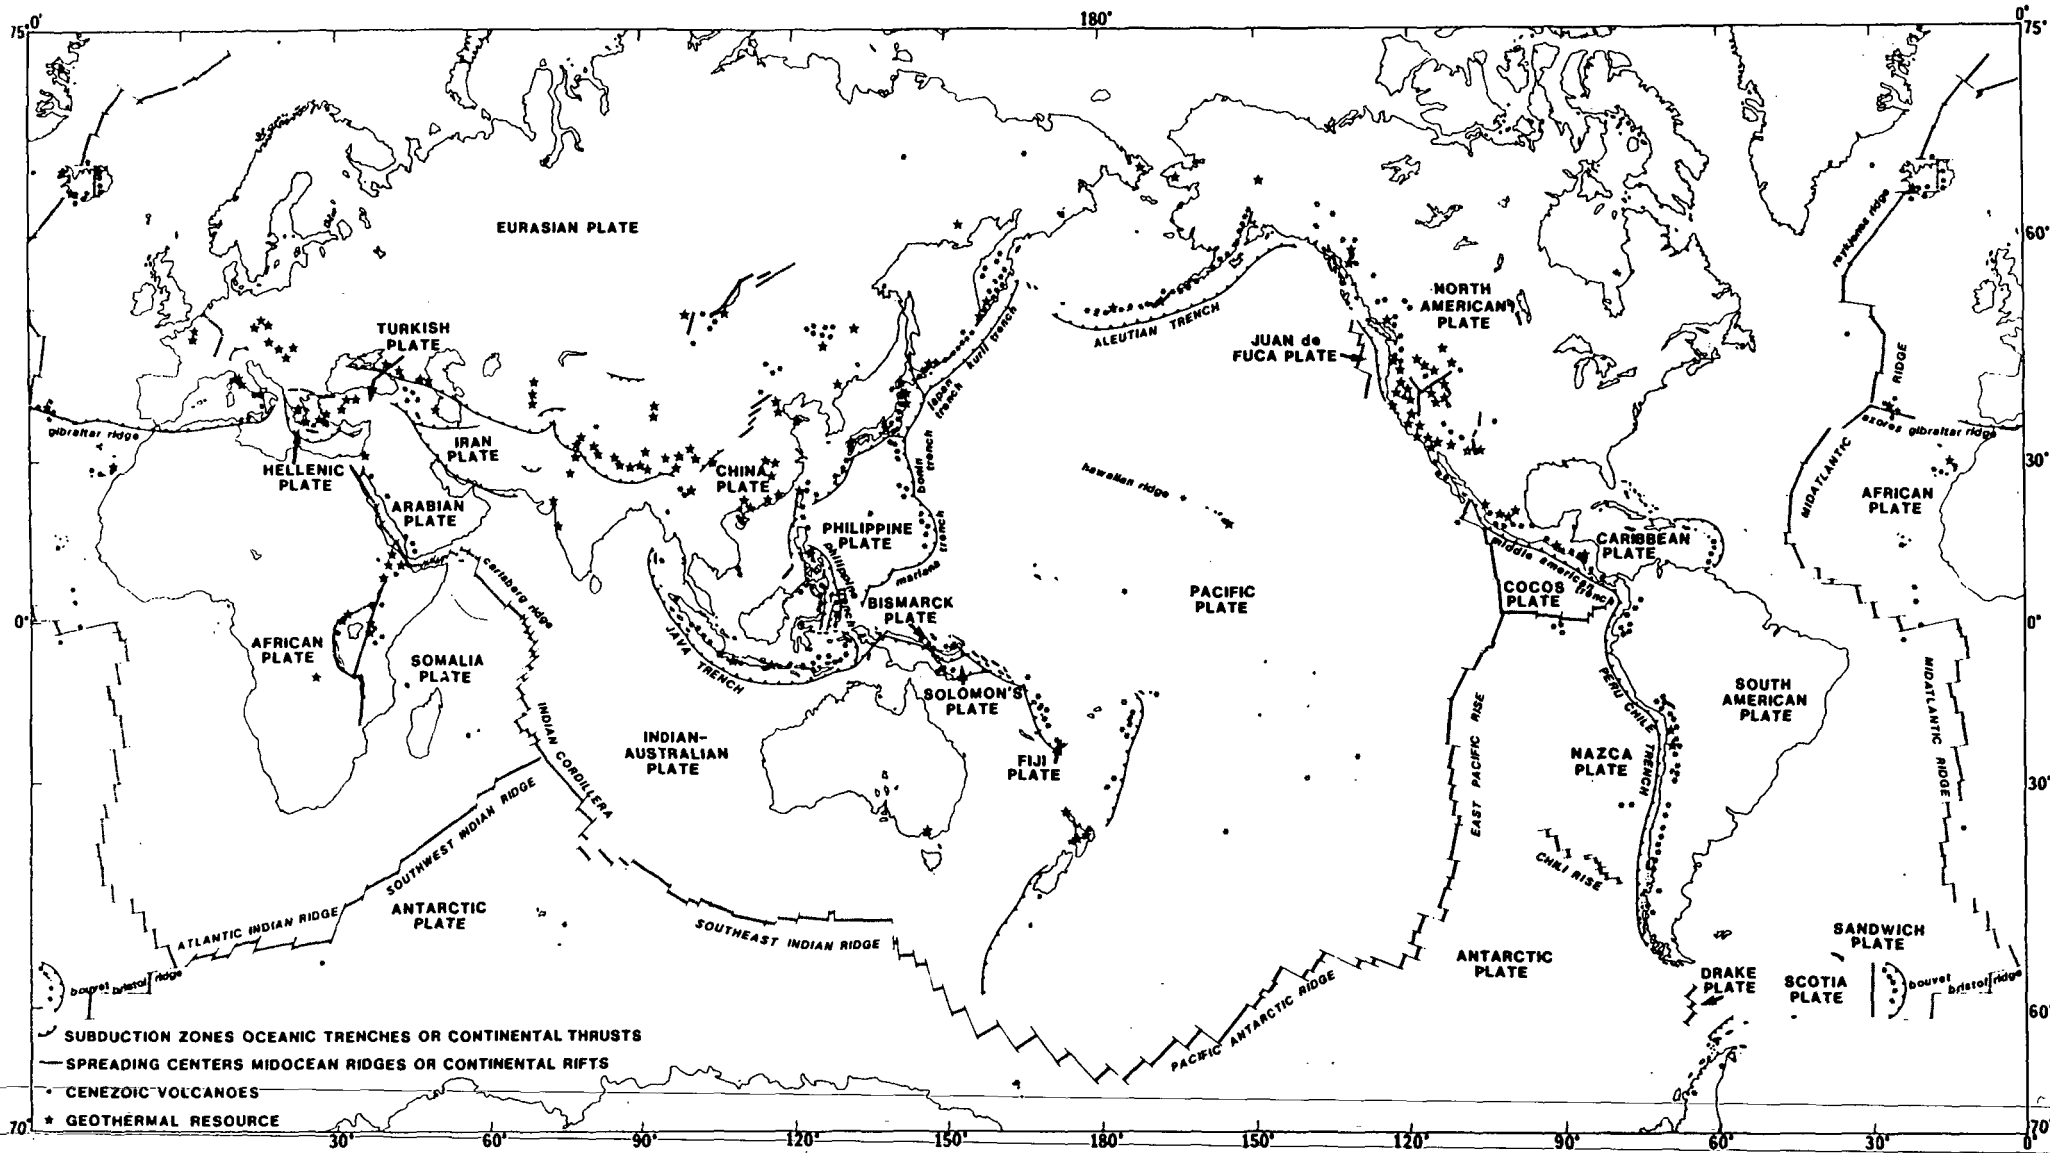 0°
180°
0°
75°
75°
EURASIAN PLATE
reykjanes ridge
60°
NORTH
AMERICAN
PLATE
ALEUTIAN TRENCH
kuril trench
TURKISH
PLATE
JUAN de
FUCA PLATE
RIDGE
japan
trench
gibraltar ridge
azores gibraltar ridge
IRAN
PLATE
HELLENIC
PLATE
CHINA
PLATE
bonin
trench
hawaiian ridge
MIDATLANTIC
30°
AFRICAN
PLATE
ARABIAN
PLATE
PHILIPPINE
PLATE
trench
mariana
philippine
trench
CARIBBEAN
PLATE
middle american
trench
carlsberg ridge
COCOS
PLATE
PACIFIC
PLATE
BISMARCK
PLATE
0°
0°
AFRICAN
PLATE
SOMALIA
PLATE
JAVA TRENCH
SOLOMON'S
PLATE
PERU CHILE TRENCH
SOUTH
AMERICAN
PLATE
MIDATLANTIC RIDGE
INDIAN CORDILLERA
INDIAN-
AUSTRALIAN
PLATE
FIJI
PLATE
EAST PACIFIC RISE
NAZCA
PLATE
30°
SOUTHWEST INDIAN RIDGE
CHILI RISE
ANTARCTIC
PLATE
ATLANTIC INDIAN RIDGE
SOUTHEAST INDIAN RIDGE
SANDWICH
PLATE
ANTARCTIC
PLATE
DRAKE
PLATE
SCOTIA
PLATE
bouvet
bristol ridge
bouvet bristol ridge
60°
PACIFIC ANTARCTIC RIDGE
SUBDUCTION ZONES OCEANIC TRENCHES OR CONTINENTAL THRUSTS
SPREADING CENTERS MIDOCEAN RIDGES OR CONTINENTAL RIFTS
CENEZOIC VOLCANOES
GEOTHERMAL RESOURCE
70°
70°
30°
60°
90°
120°
150°
180°
150°
120°
90°
60°
30°
0°